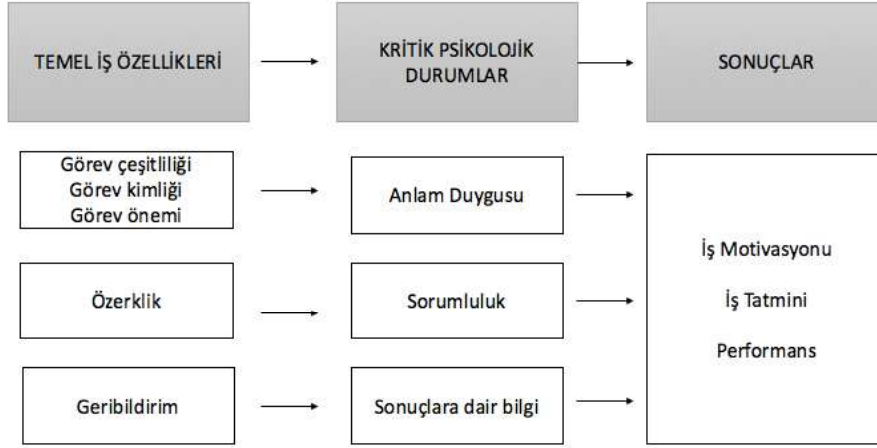 TEMEL İŞ ÖZELLİKLERİ
KRİTİK PSİKOLOJİK
DURUMLAR
SONUÇLAR
Görev çeşitliliği
Görev kimliği
Görev önemi
Anlam Duygusu
Özerklik
Sorumluluk
Geribildirim
Sonuçlara dair bilgi
İş Motivasyonu
İş Tatmini
Performans